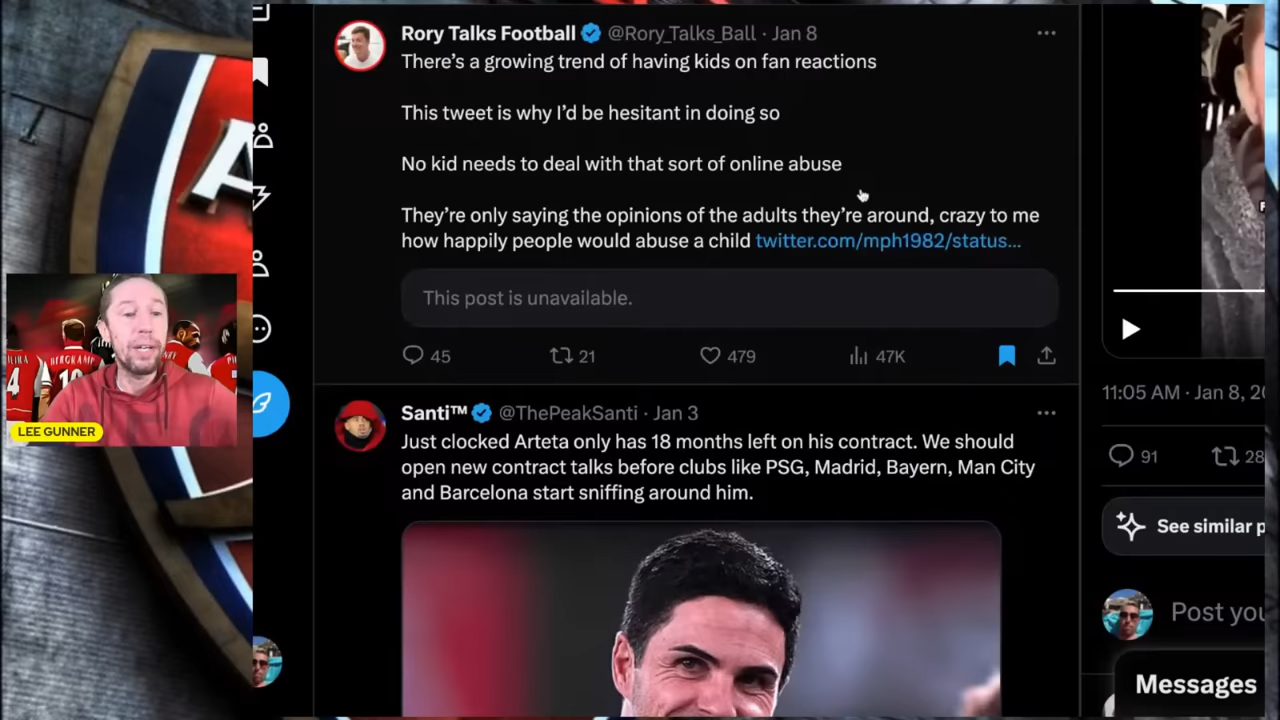 Rory Talks Football @Rory_Talks_Ball · Jan 8
There's a growing trend of having kids on fan reactions
This tweet is why I'd be hesitant in doing so
No kid needs to deal with that sort of online abuse
They're only saying the opinions of the adults they're around, crazy to me
how happily people would abuse a child twitter.com/mph1982/status...
This post is unavailable.
45 21 479 47K
Santi™ @ThePeakSanti · Jan 3
Just clocked Arteta only has 18 months left on his contract. We should
open new contract talks before clubs like PSG, Madrid, Bayern, Man City
and Barcelona start sniffing around him.
4
BERGKAMP
LEE GUNNER
11:05 AM · Jan 8, 20
91 28
See similar p
Post you
Messages